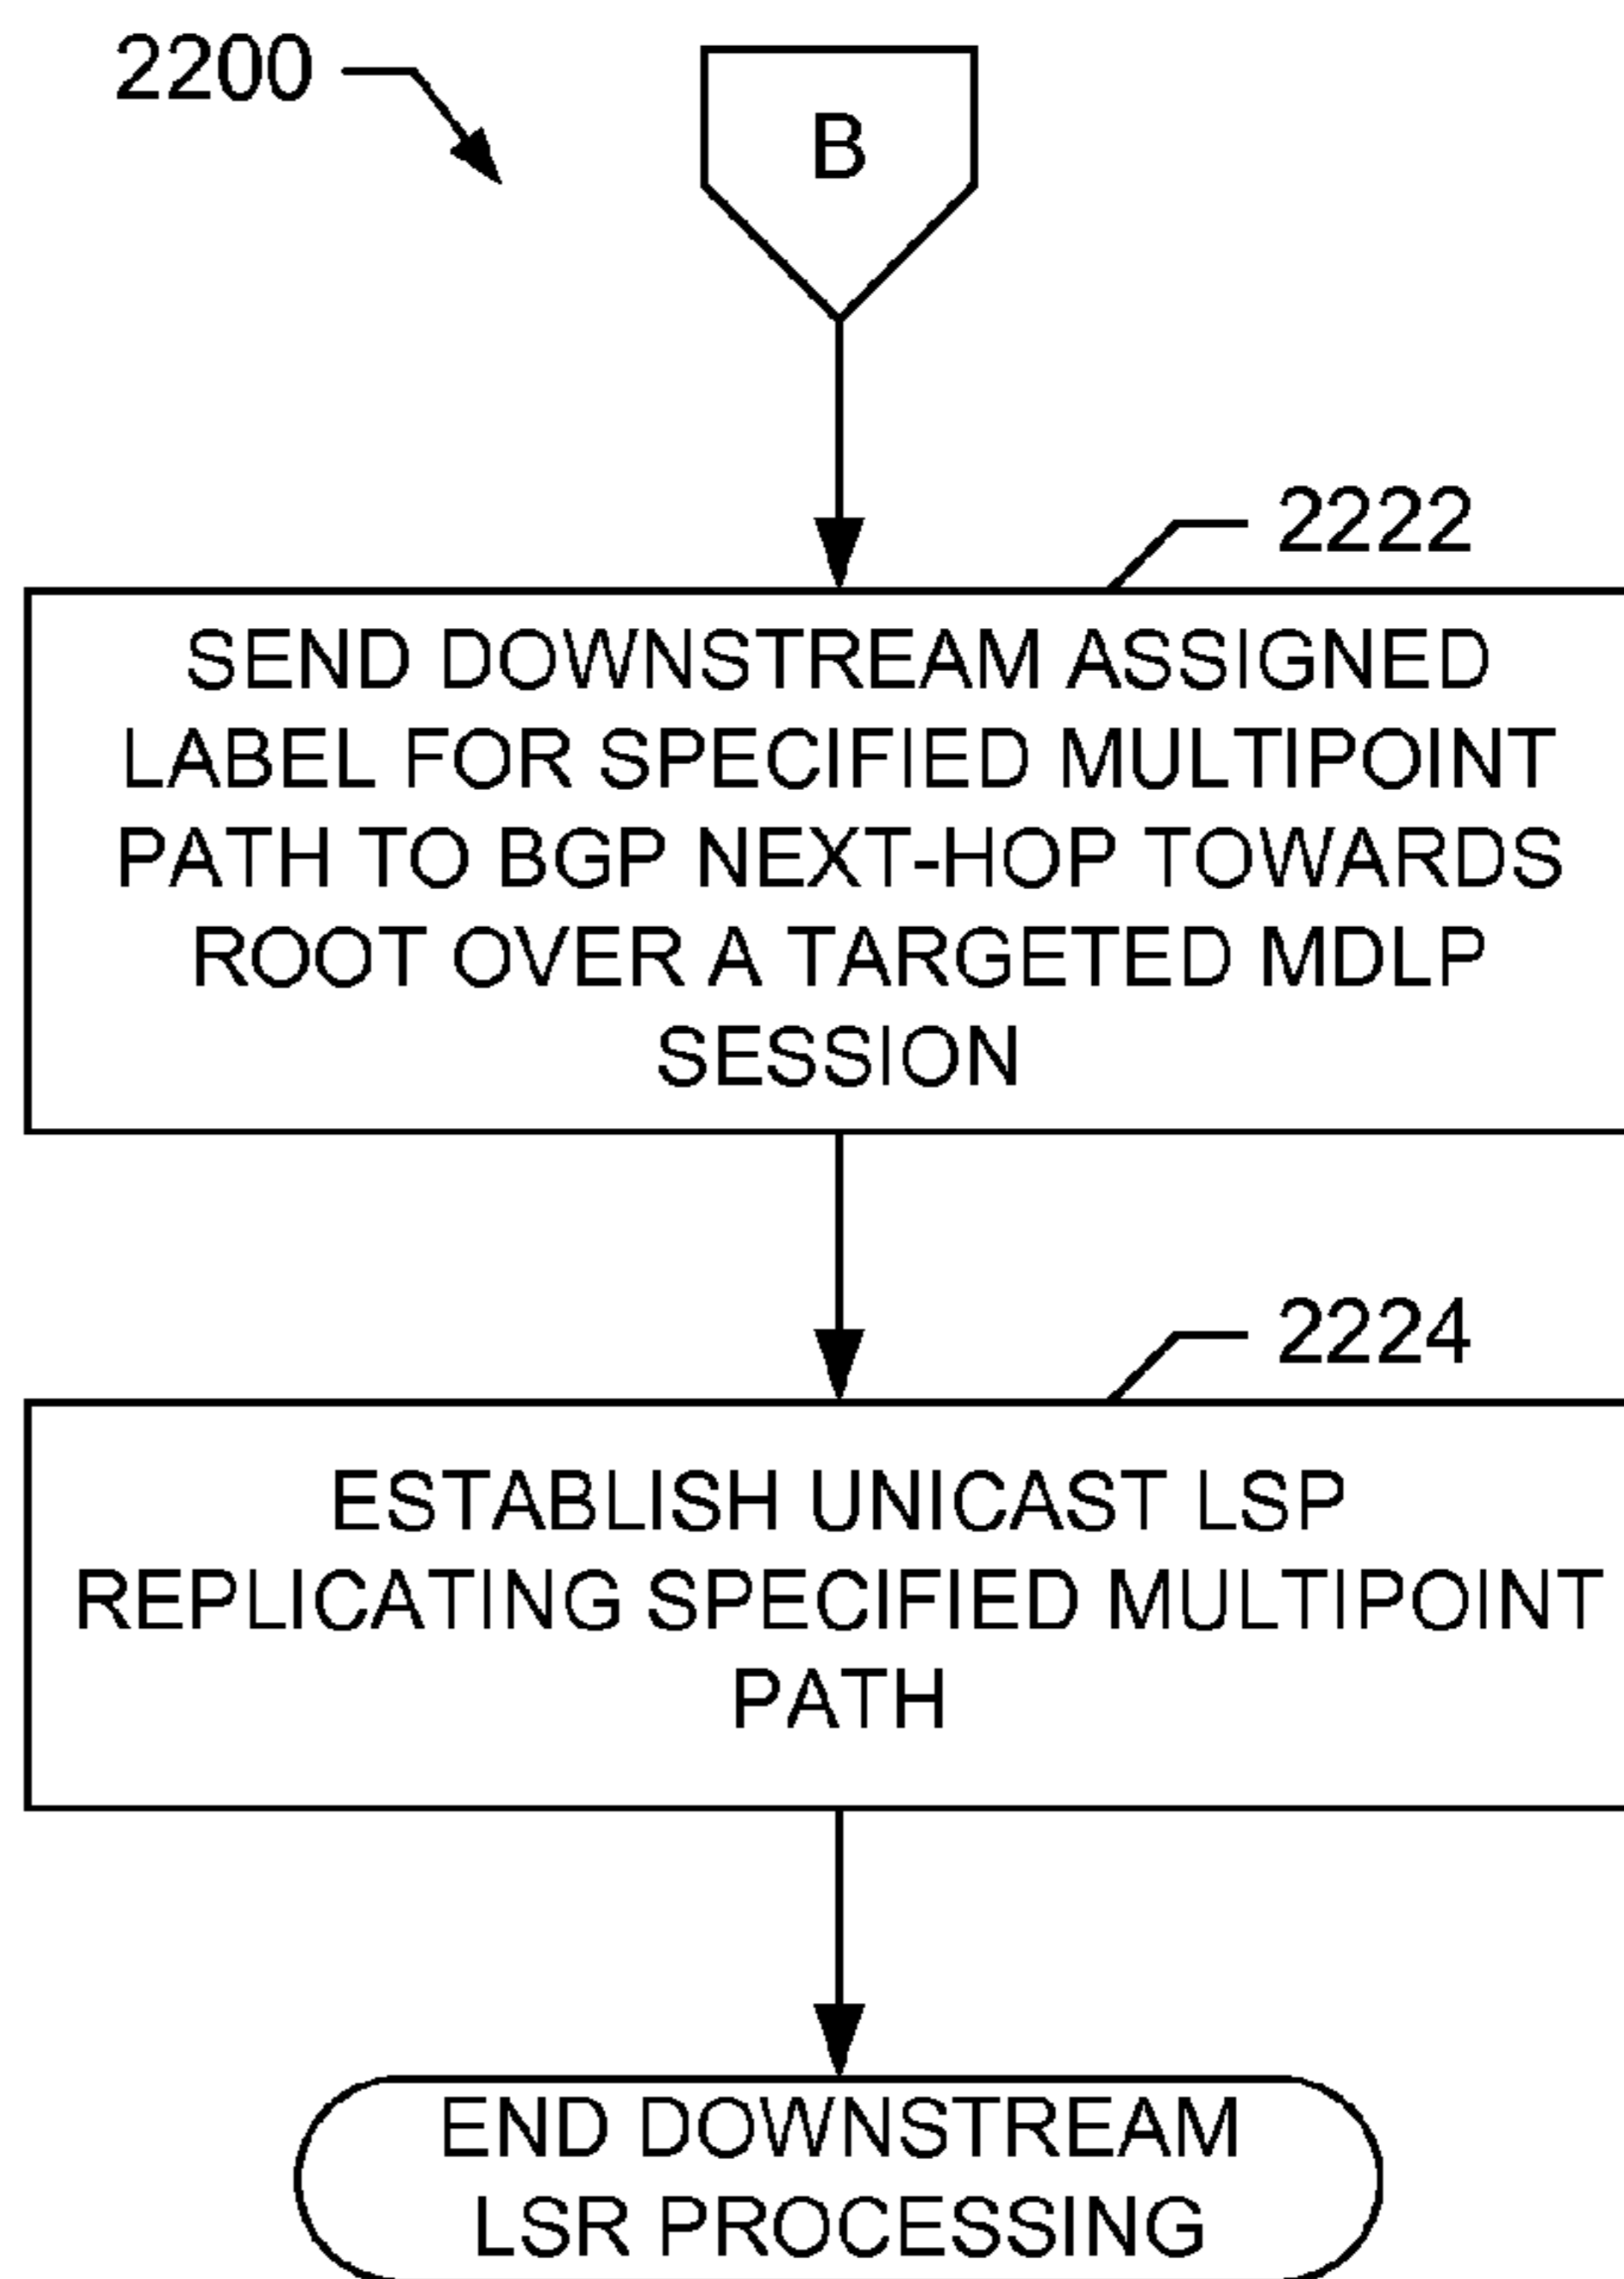 2200
B
2222
SEND DOWNSTREAM ASSIGNED
LABEL FOR SPECIFIED MULTIPOINT
PATH TO BGP NEXT-HOP TOWARDS
ROOT OVER A TARGETED MDLP
SESSION
2224
ESTABLISH UNICAST LSP
REPLICATING SPECIFIED MULTIPOINT
PATH
END DOWNSTREAM
LSR PROCESSING